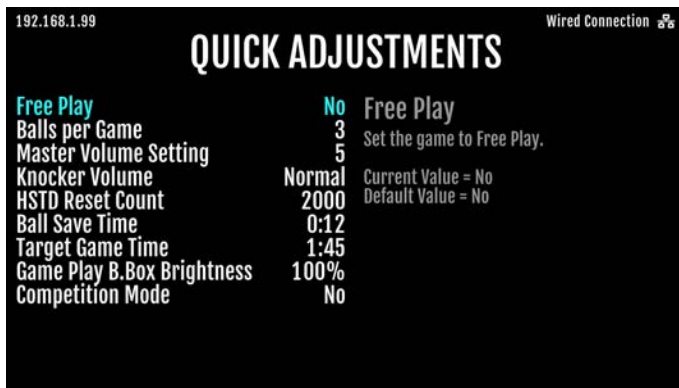 192.168.1.99
Wired Connection
QUICK ADJUSTMENTS
Free Play No
Balls per Game 3
Master Volume Setting 5
Knocker Volume Normal
HSTD Reset Count 2000
Ball Save Time 0:12
Target Game Time 1:45
Game Play B.Box Brightness 100%
Competition Mode No
Free Play
Set the game to Free Play.
Current Value = No
Default Value = No